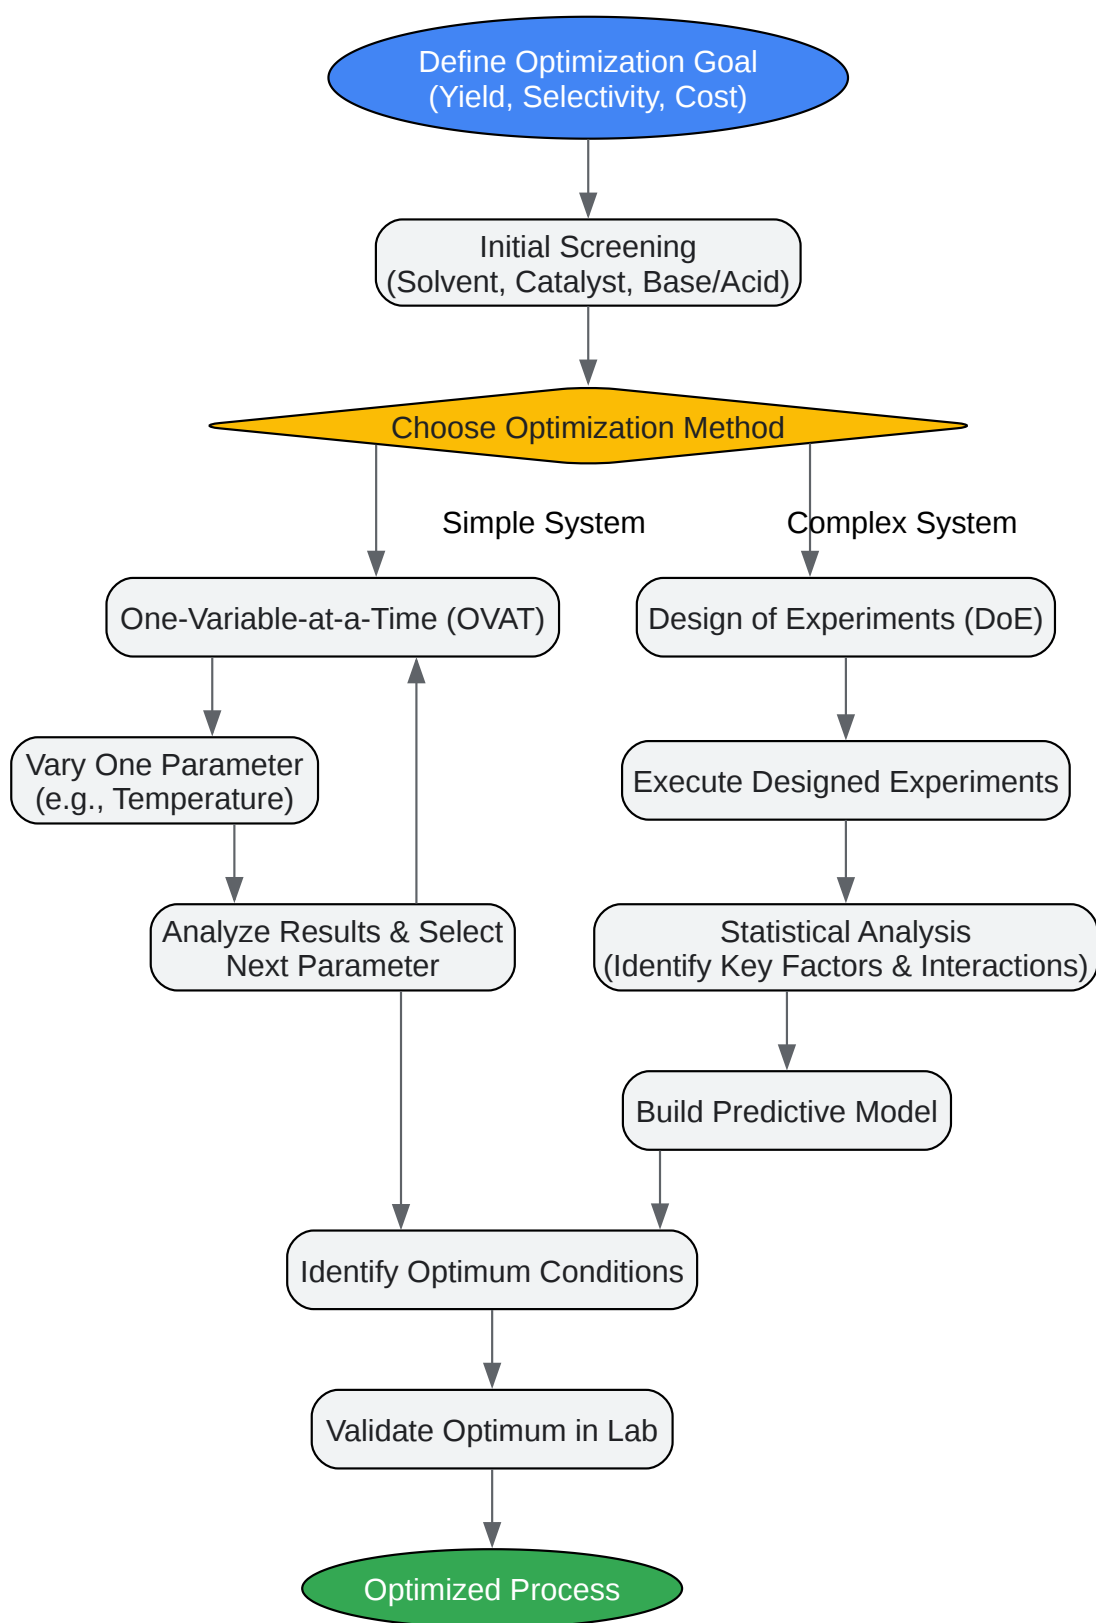 Define Optimization Goal
(Yield, Selectivity, Cost)
Initial Screening
(Solvent, Catalyst, Base/Acid)
Choose Optimization Method
Simple System
Complex System
One-Variable-at-a-Time (OVAT)
Design of Experiments (DoE)
Vary One Parameter
(e.g., Temperature)
Execute Designed Experiments
Analyze Results & Select
Next Parameter
Statistical Analysis
(Identify Key Factors & Interactions)
Build Predictive Model
Identify Optimum Conditions
Validate Optimum in Lab
Optimized Process